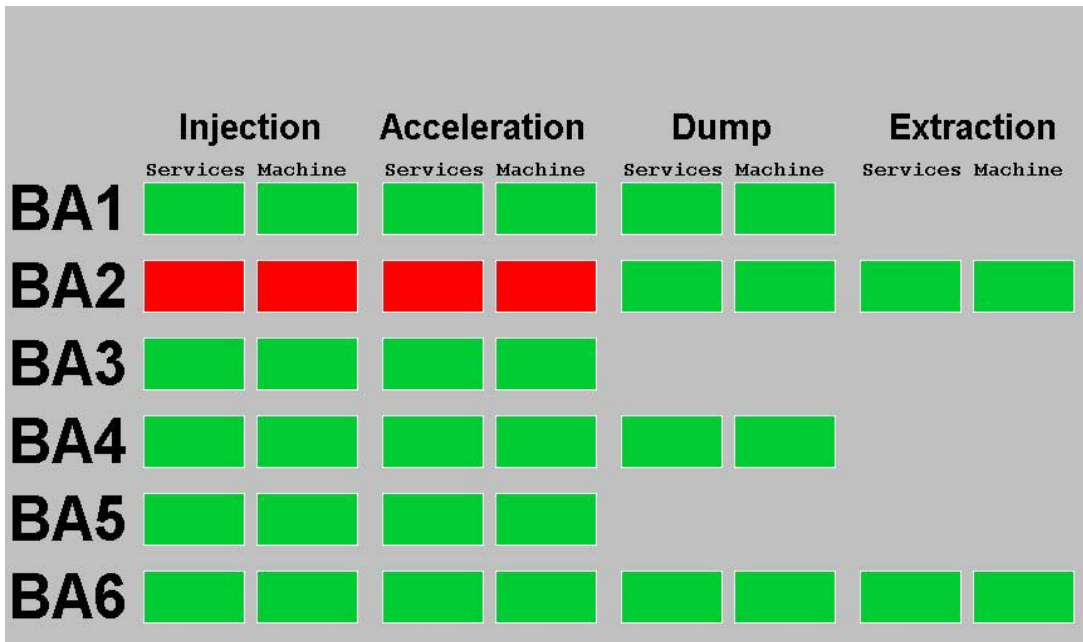 Injection Acceleration Dump Extraction
Services Machine Services Machine Services Machine Services Machine
BA1
BA2
BA3
BA4
BA5
BA6